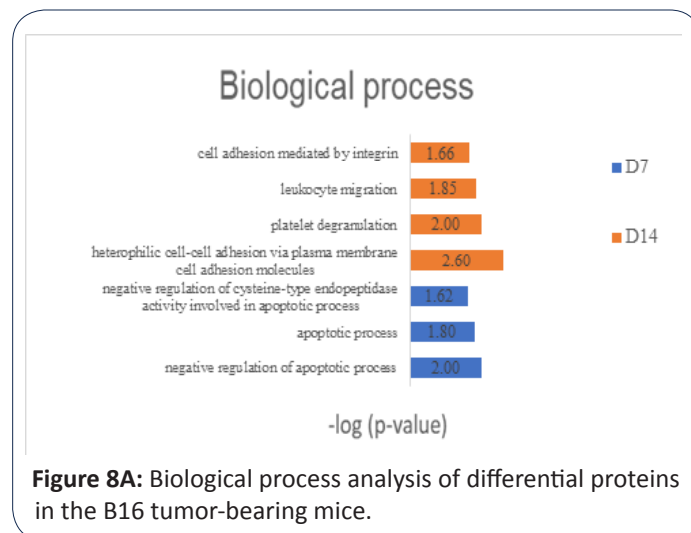 Biological process
cell adhesion mediated by integrin 1.66
leukocyte migration 1.85
platelet degranulation 2.00
heterophilic cell-cell adhesion via plasma membrane
cell adhesion molecules 2.60
negative regulation of cysteine-type endopeptidase
activity involved in apoptotic process 1.62
apoptotic process 1.80
negative regulation of apoptotic process 2.00
D7
D14
-log (p-value)
Figure 8A: Biological process analysis of differential proteins
in the B16 tumor-bearing mice.